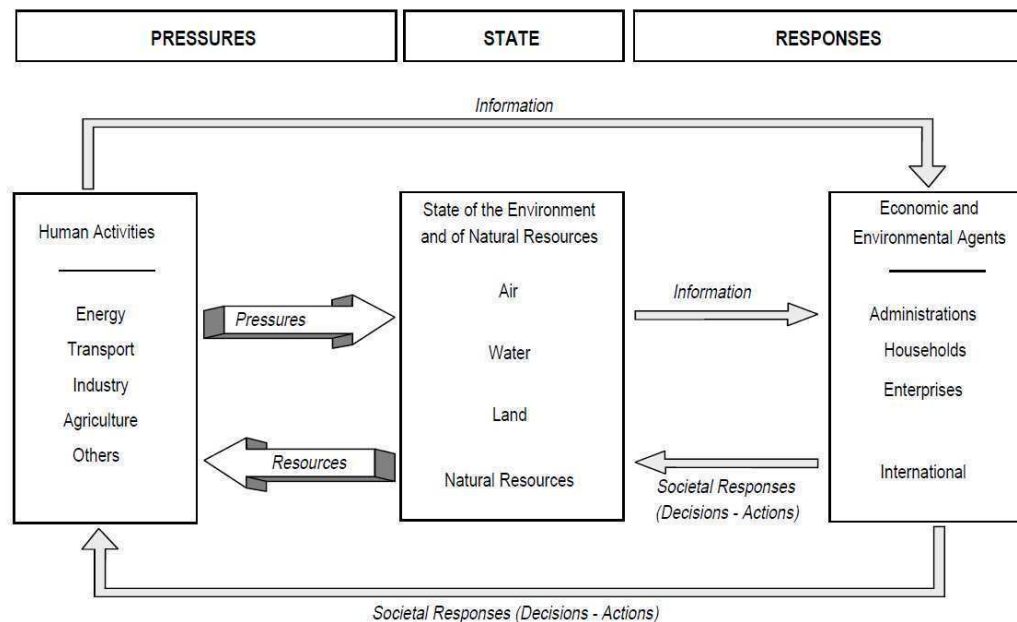 PRESSURES
STATE
RESPONSES
Information
Human Activities
Energy
Transport
Industry
Agriculture
Others
Pressures
Resources
State of the Environment
and of Natural Resources
Air
Water
Land
Natural Resources
Information
Societal Responses
(Decisions - Actions)
Economic and
Environmental Agents
Administrations
Households
Enterprises
International
Societal Responses (Decisions - Actions)